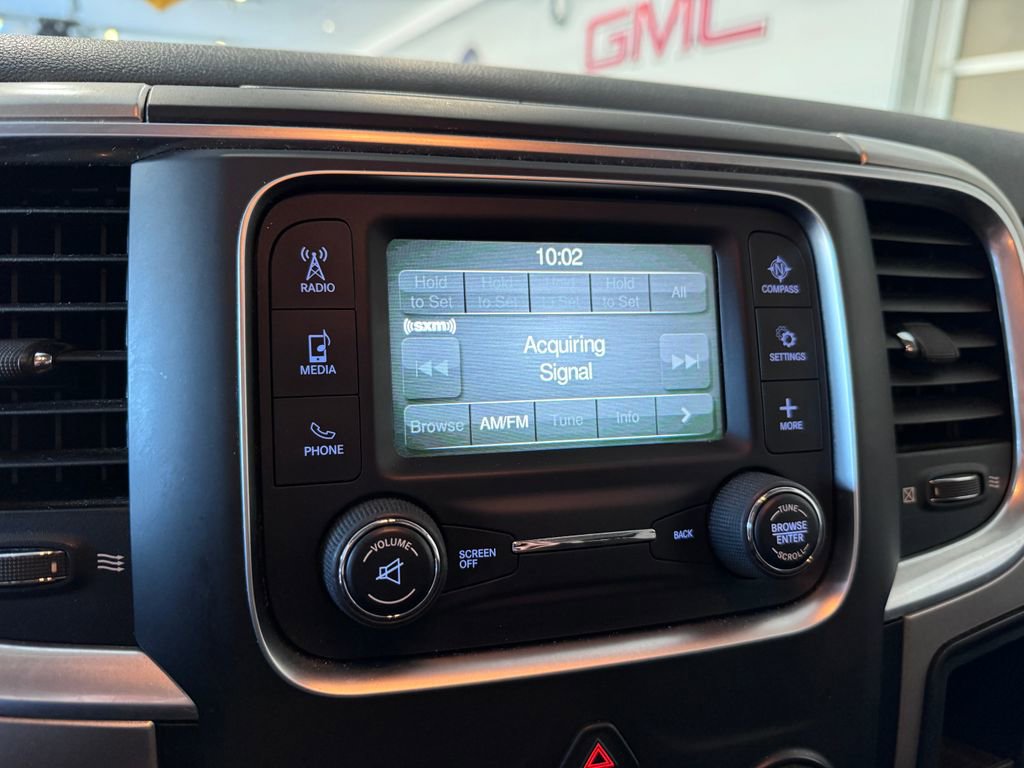 GMC
10:02
Hold
to Set
Hold
to Set
Hold
to Set
Hold
to Set
All
((sxm))
Acquiring
Signal
Browse
AM/FM
Tune
Info
RADIO
MEDIA
PHONE
N
COMPASS
SETTINGS
MORE
VOLUME
SCREEN
OFF
BACK
TUNE
BROWSE
ENTER
SCROLL